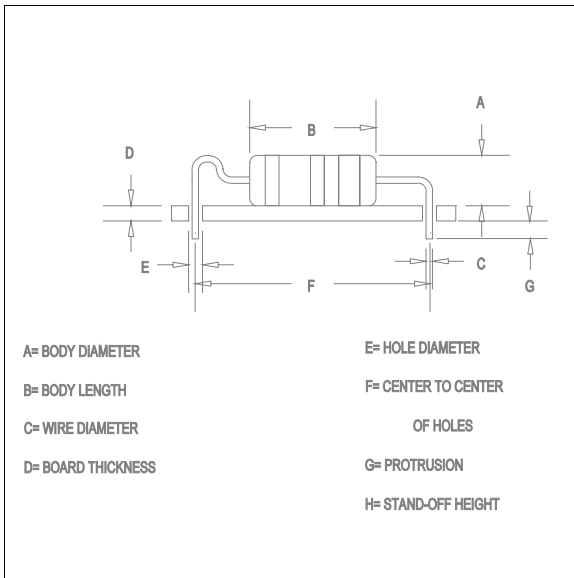 A
B
D
E
F
C
G
A= BODY DIAMETER
B= BODY LENGTH
C= WIRE DIAMETER
D= BOARD THICKNESS
E= HOLE DIAMETER
F= CENTER TO CENTER
OF HOLES
G= PROTRUSION
H= STAND-OFF HEIGHT